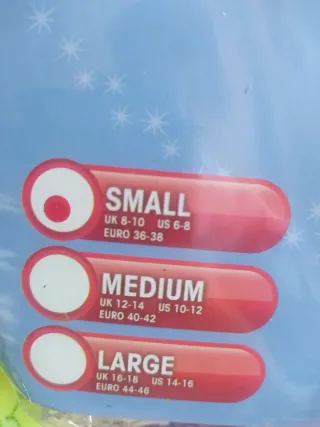 SMALL
UK 8-10 US 6-8
EURO 36-38
MEDIUM
UK 12-14 US 10-12
EURO 40-42
LARGE
UK 16-18 US 14-16
EURO 44-46